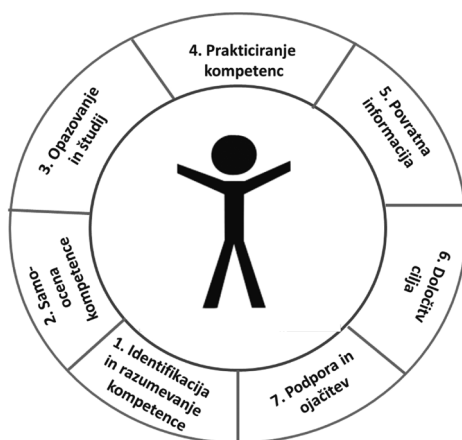 1. Identifikacija
in razumevanje
kompetence
2. Samo-
ocena
kompetence
3. Opazovanje
in študij
4. Prakticiranje
kompetenc
5. Povratna
informacija
6. Določitv
cilja
7. Podpora in
ojačitev